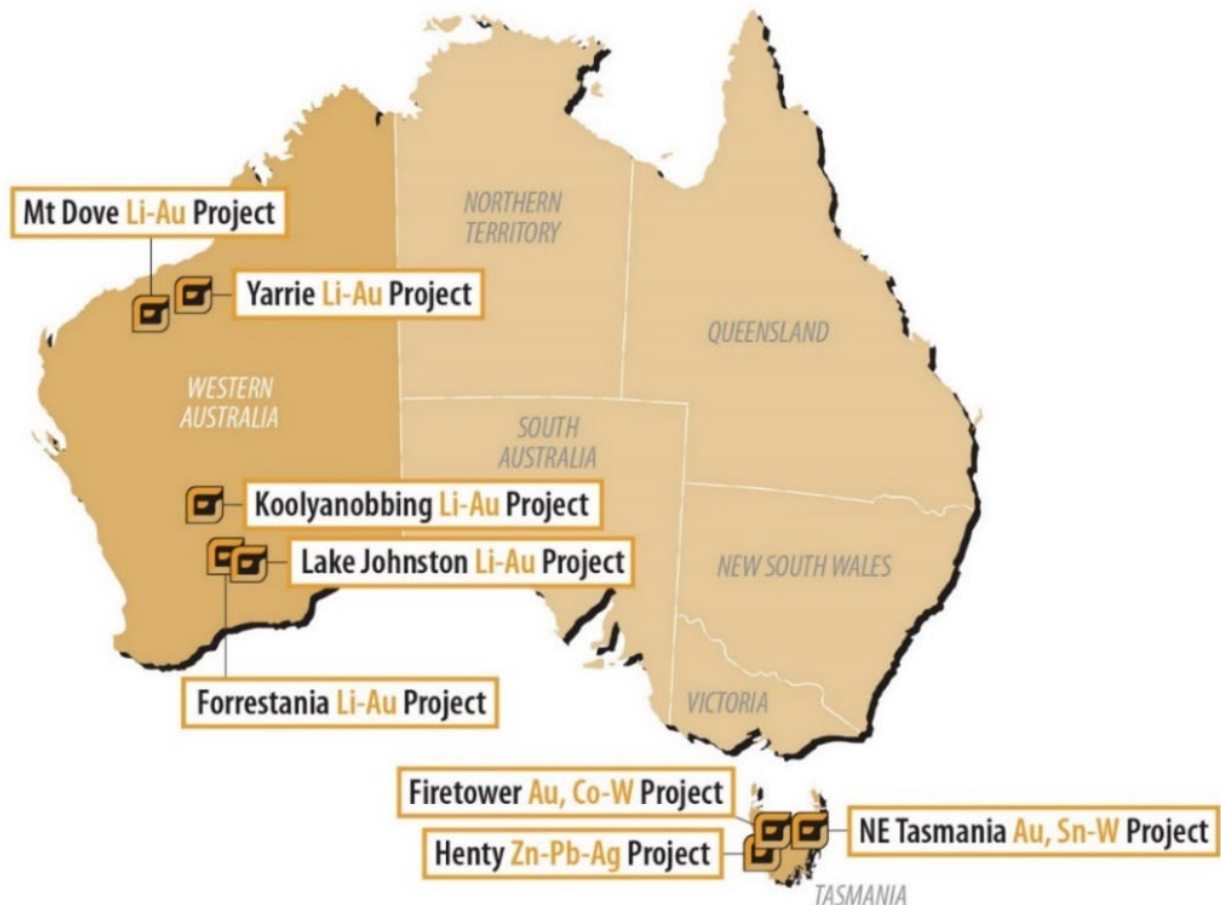 NORTHERN
TERRITORY
Mt Dove Li-Au Project
Yarrie Li-Au Project
QUEENSLAND
WESTERN
AUSTRALIA
SOUTH
AUSTRALIA
Koolyanobbing Li-Au Project
Lake Johnston Li-Au Project
NEW SOUTH WALES
Forrestania Li-Au Project
VICTORIA
Firetower Au, Co-W Project
NE Tasmania Au, Sn-W Project
Henty Zn-Pb-Ag Project
TASMANIA